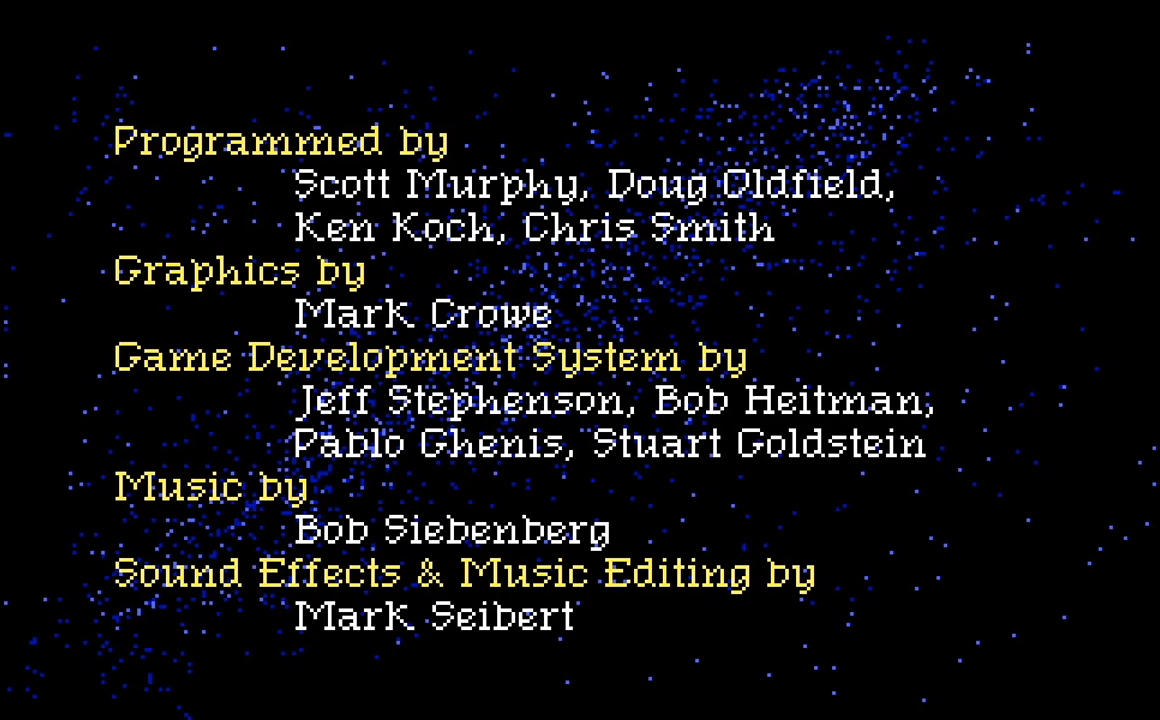 Programmed by
Scott Murphy, Doug Oldfield,
Ken Koch, Chris Smith
Graphics by
Mark Crowe
Game Development System by
Jeff Stephenson, Bob Heitman,
Pablo Ghenis, Stuart Goldstein
Music by
Bob Siebenberg
Sound Effects & Music Editing by
Mark Seibert